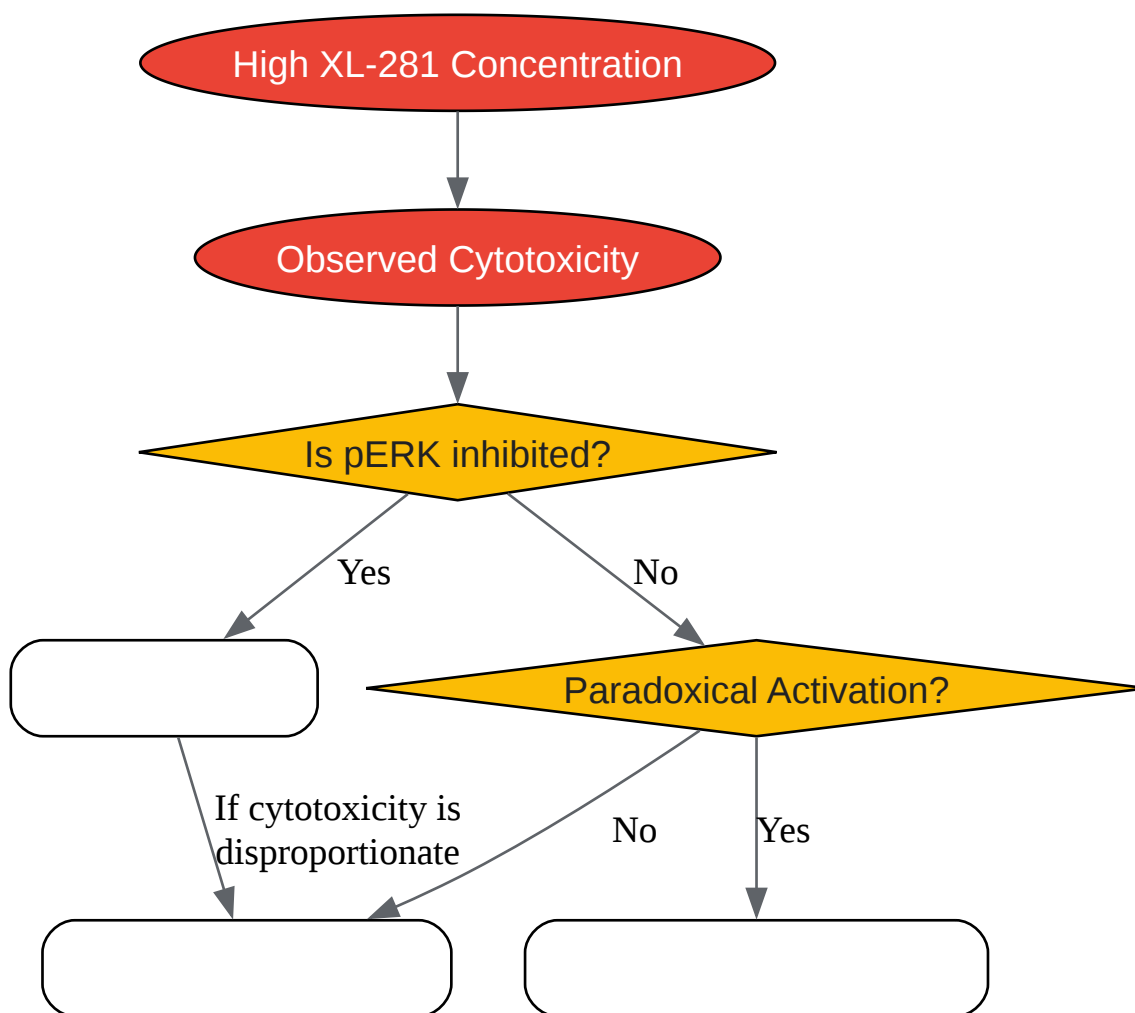 High XL-281 Concentration
Observed Cytotoxicity
Is pERK inhibited?
Yes
No
Paradoxical Activation?
If cytotoxicity is
disproportionate
No
Yes